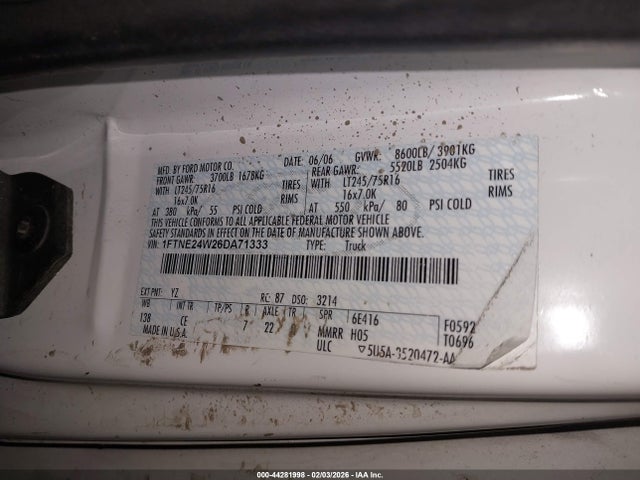 MFD. BY FORD MOTOR CO. DATE 06/06 GVWR: 8600LB/ 3901KG
FRONT GAWR: 3700LB 1678KG REAR GAWR: 5520LB 2504KG
WITH LT245/75R16 TIRES WITH LT245/75R16 TIRES
16x7.0K RIMS 16x7.0K RIMS
AT 380 kPa/ 55 PSI COLD AT 550 kPa/ 80 PSI COLD
THIS VEHICLE CONFORMS TO ALL APPLICABLE FEDERAL MOTOR VEHICLE
SAFETY STANDARDS IN EFFECT ON THE DATE OF MANUFACTURE SHOWN ABOVE.
VIN: 1FTNE24W26DA71333 TYPE: Truck
EXT PNT: YZ RC: 87 DSO: 3214
WB INT TR TP/PS R AXLE TR SPR 6E416 F0592
138 CE 7 22 MMRR H05 T0696
MADE IN U.S.A. ULC 5U5A-3520472-AA
000-44281998 - 02/03/2026 - IAA Inc.